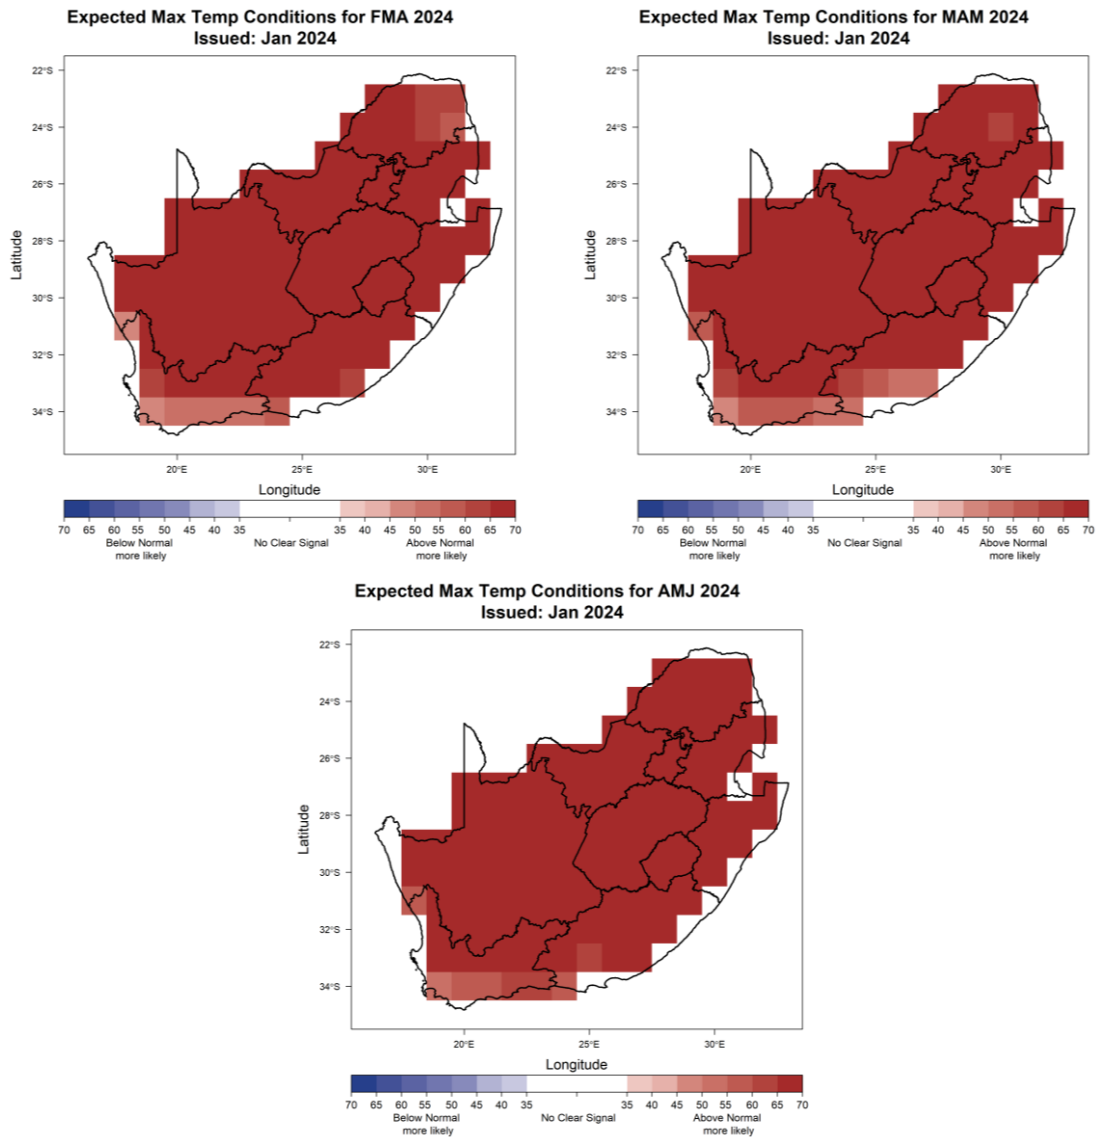 Expected Max Temp Conditions for FMA 2024
Issued: Jan 2024
22°S
24°S
26°S
28°S
30°S
32°S
34°S
Latitude
20°E 25°E 30°E
Longitude
70 65 60 55 50 45 40 35 35 40 45 50 55 60 65 70
Below Normal No Clear Signal Above Normal
more likely more likely
Expected Max Temp Conditions for MAM 2024
Issued: Jan 2024
22°S
24°S
26°S
28°S
30°S
32°S
34°S
Latitude
20°E 25°E 30°E
Longitude
70 65 60 55 50 45 40 35 35 40 45 50 55 60 65 70
Below Normal No Clear Signal Above Normal
more likely more likely
Expected Max Temp Conditions for AMJ 2024
Issued: Jan 2024
22°S
24°S
26°S
28°S
30°S
32°S
34°S
Latitude
20°E 25°E 30°E
Longitude
70 65 60 55 50 45 40 35 35 40 45 50 55 60 65 70
Below Normal No Clear Signal Above Normal
more likely more likely